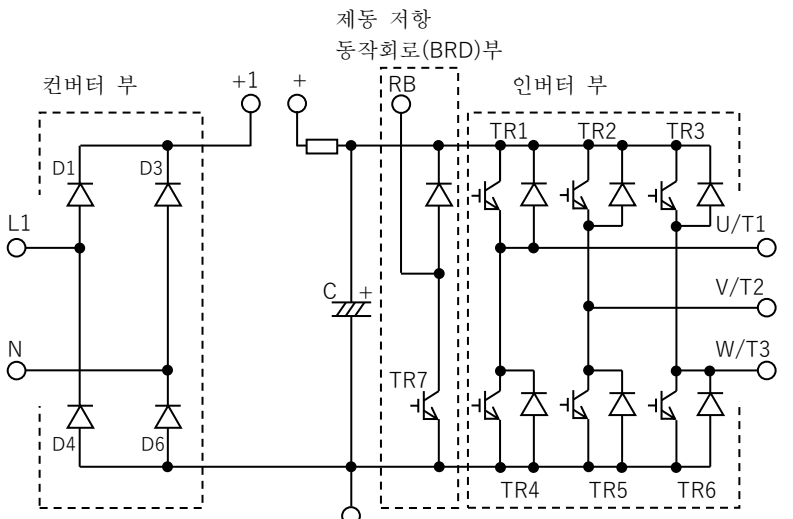 제동 저항
동작회로(BRD)부
컨버터 부
+1
+
RB
인버터 부
TR1
TR2
TR3
D1
D3
L1
U/T1
C
+
V/T2
N
W/T3
TR7
D4
D6
TR4
TR5
TR6